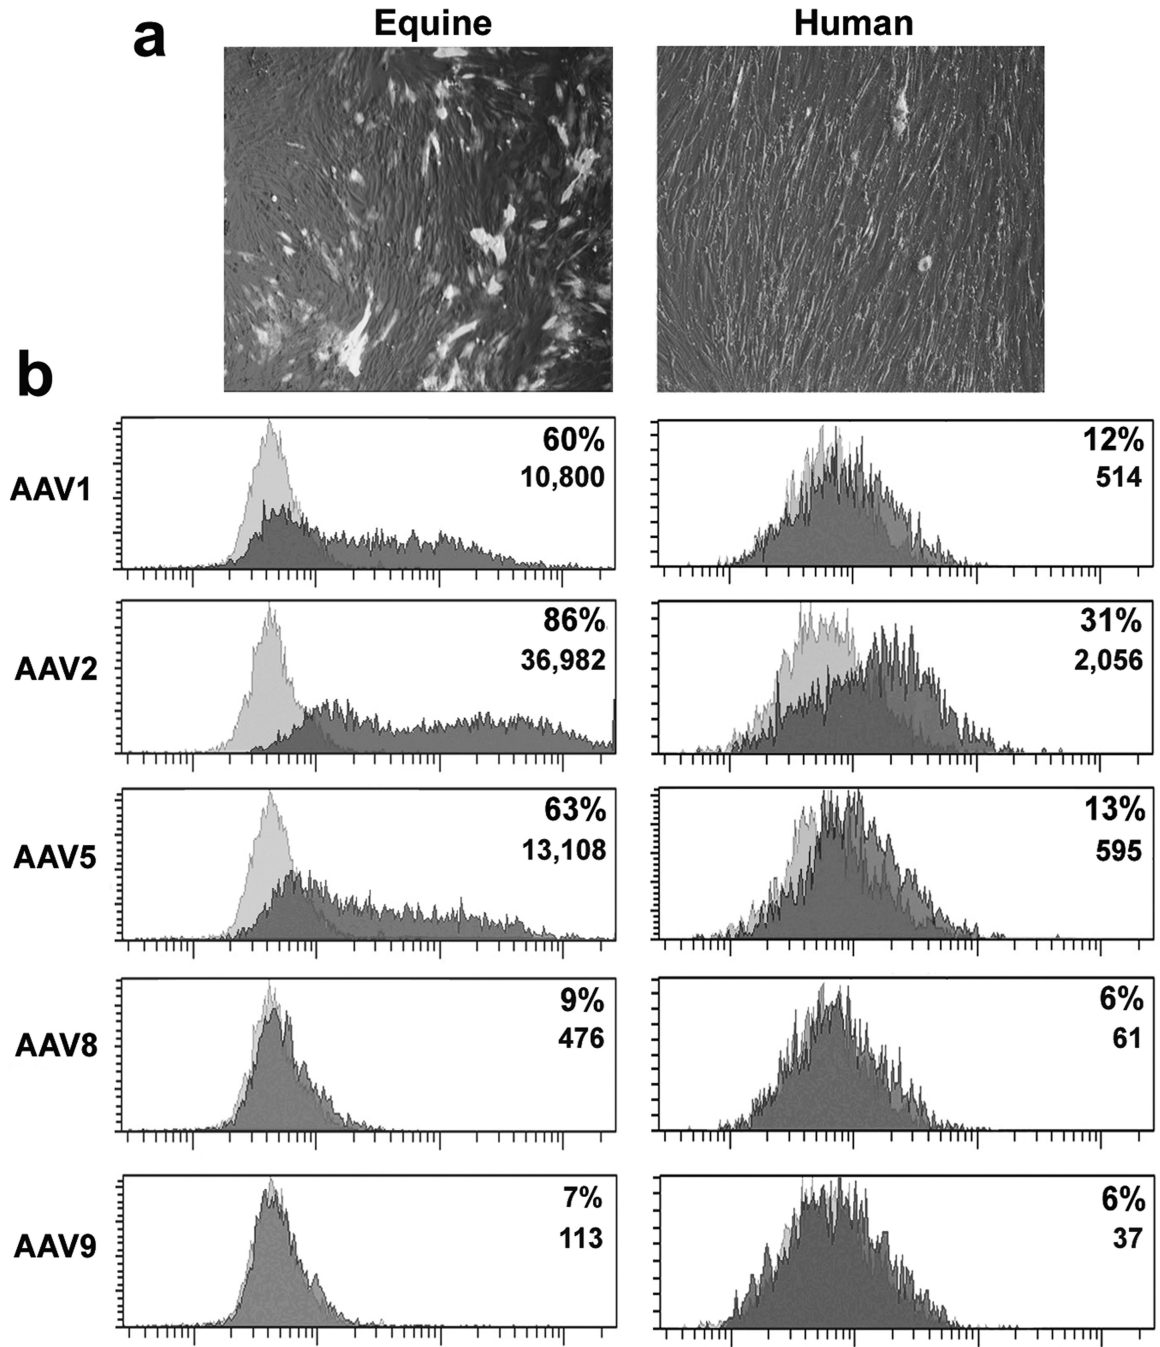 a
Equine
Human
b
AAV1
60%
10,800
12%
514
AAV2
86%
36,982
31%
2,056
AAV5
63%
13,108
13%
595
AAV8
9%
476
6%
61
AAV9
7%
113
6%
37